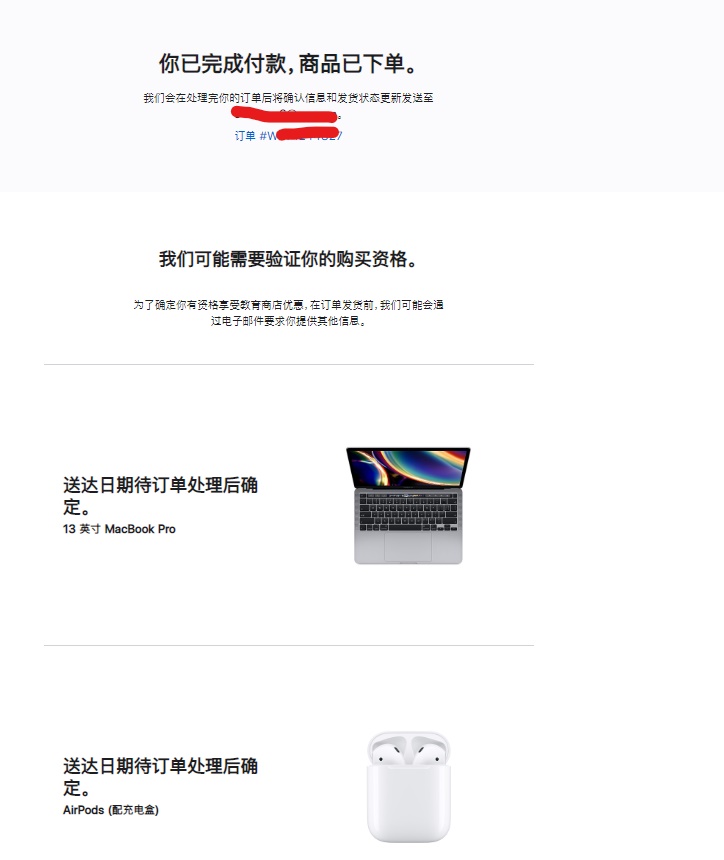 你已完成付款，商品已下单。
我们会在处理完你的订单后将确认信息和发货状态更新发送至
。
订单 #W
我们可能需要验证你的购买资格。
为了确定你有资格享受教育商店优惠，在订单发货前，我们可能会通
过电子邮件要求你提供其他信息。
送达日期待订单处理后确
定。
13 英寸 MacBook Pro
送达日期待订单处理后确
定。
AirPods (配充电盒)